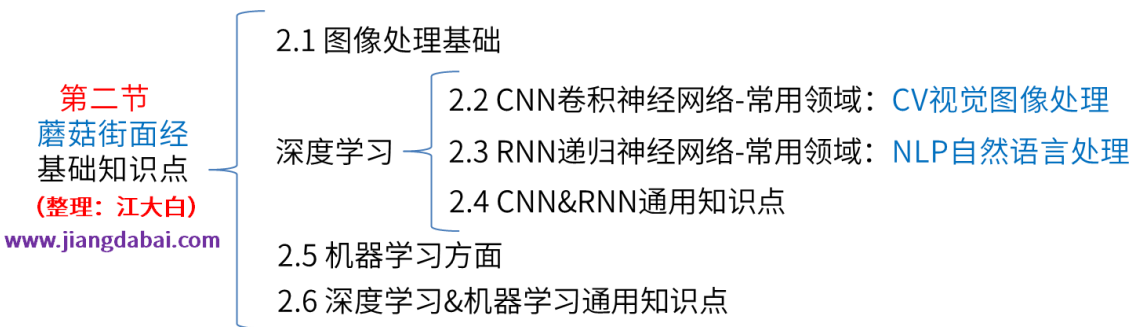 第二节
蘑菇街面经
基础知识点
（整理：江大白）
www.jiangdabai.com
2.1 图像处理基础
深度学习
2.2 CNN卷积神经网络-常用领域：CV视觉图像处理
2.3 RNN递归神经网络-常用领域：NLP自然语言处理
2.4 CNN&RNN通用知识点
2.5 机器学习方面
2.6 深度学习&机器学习通用知识点